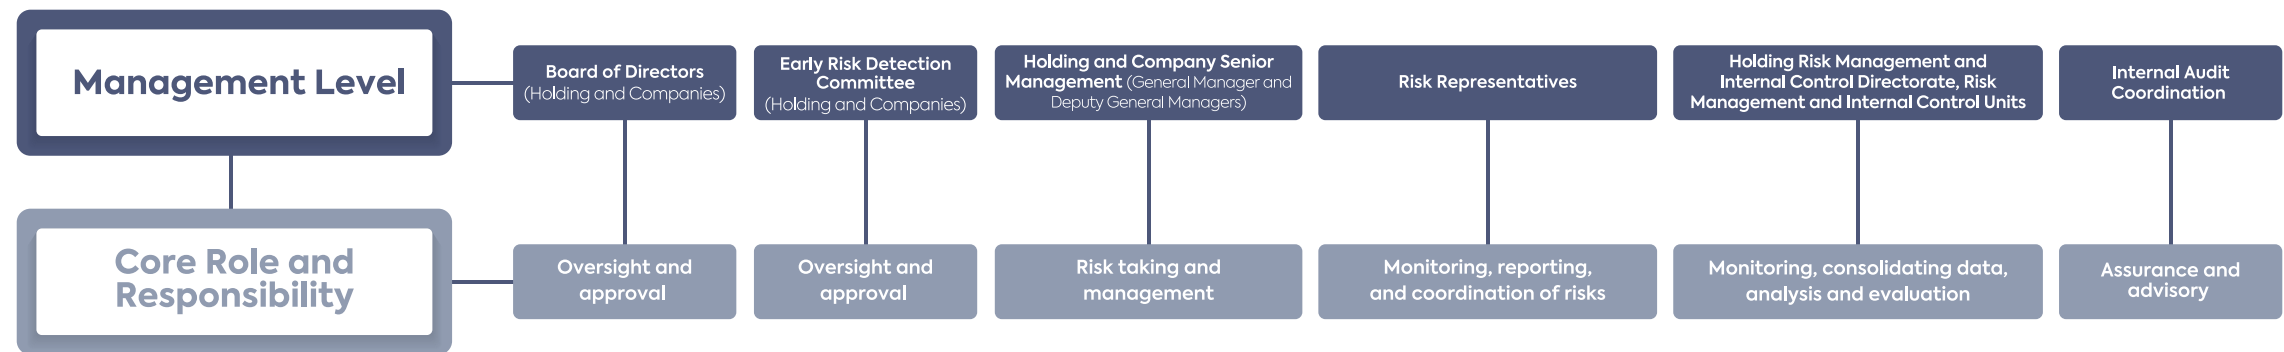 Management Level
Board of Directors
(Holding and Companies)
Early Risk Detection
Committee
(Holding and Companies)
Holding and Company Senior
Management (General Manager and
Deputy General Managers)
Risk Representatives
Holding Risk Management and
Internal Control Directorate, Risk
Management and Internal Control Units
Internal Audit
Coordination
Core Role and
Responsibility
Oversight and
approval
Oversight and
approval
Risk taking and
management
Monitoring, reporting,
and coordination of risks
Monitoring, consolidating data,
analysis and evaluation
Assurance and
advisory